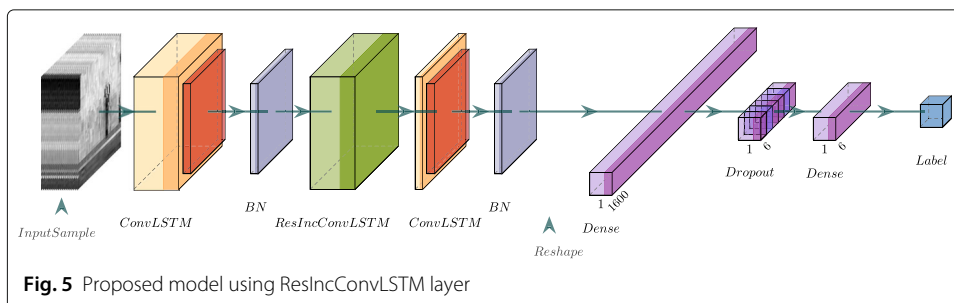 InputSample
ConvLSTM
BN
ResIncConvLSTM
ConvLSTM
BN
Reshape
1
1600
Dense
1
6
Dropout
1
6
Dense
Label
Fig. 5 Proposed model using ResIncConvLSTM layer